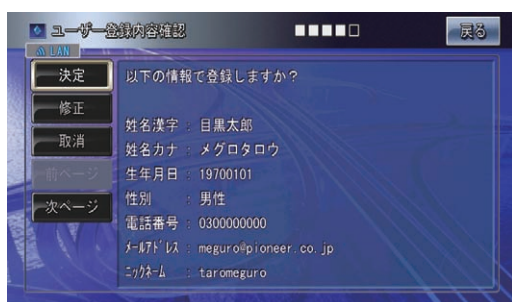 ユーザー登録内容確認
戻る
LAN
決定
以下の情報で登録しますか？
修正
取消
前ページ
次ページ
姓名漢字 : 目黒太郎
姓名カナ : メグロタロウ
生年月日 : 19700101
性別 : 男性
電話番号 : 0300000000
ﾒｰﾙｱﾄﾞﾚｽ : meguro@pioneer.co.jp
ﾆｯｸﾈｰﾑ : taromeguro